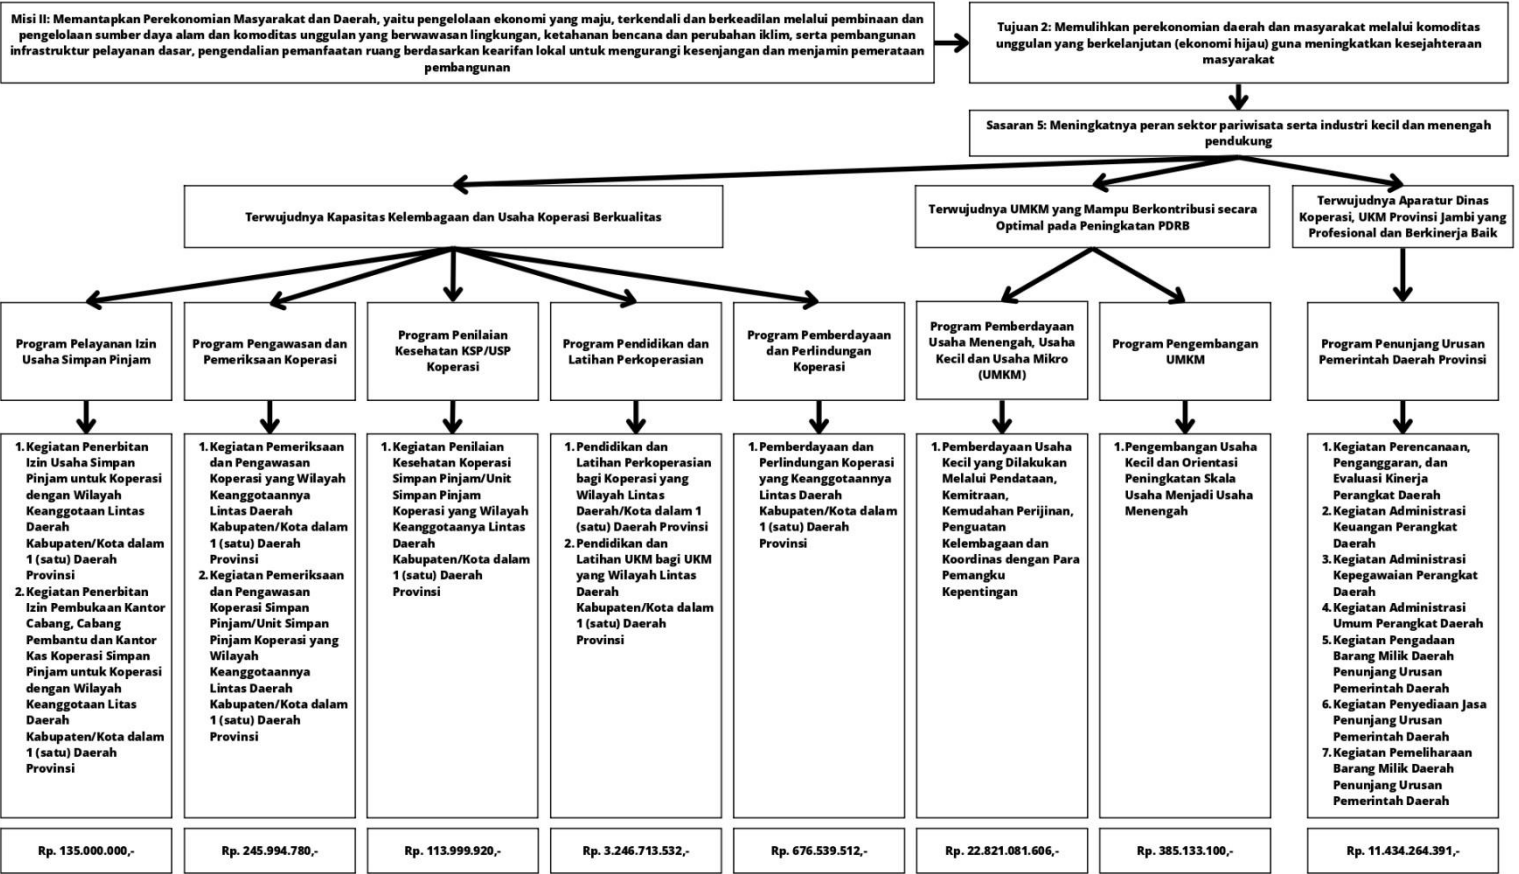 Misi II: Memantapkan Perekonomian Masyarakat dan Daerah, yaitu pengelolaan ekonomi yang maju, terkendali dan berkeadilan melalui pembinaan dan
pengelolaan sumber daya alam dan komoditas unggulan yang berwawasan lingkungan, ketahanan bencana dan perubahan iklim, serta pembangunan
infrastruktur pelayanan dasar, pengendalian pemanfaatan ruang berdasarkan kearifan lokal untuk mengurangi kesenjangan dan menjamin pemerataan
pembangunan
Tujuan 2: Memulihkan perekonomian daerah dan masyarakat melalui komoditas
unggulan yang berkelanjutan (ekonomi hijau) guna meningkatkan kesejahteraan
masyarakat
Sasaran 5: Meningkatnya peran sektor pariwisata serta industri kecil dan menengah
pendukung
Terwujudnya Kapasitas Kelembagaan dan Usaha Koperasi Berkualitas
Terwujudnya UMKM yang Mampu Berkontribusi secara
Optimal pada Peningkatan PDRB
Terwujudnya Aparatur Dinas
Koperasi, UKM Provinsi Jambi yang
Profesional dan Berkinerja Baik
Program Pelayanan Izin
Usaha Simpan Pinjam
Program Pengawasan dan
Pemeriksaan Koperasi
Program Penilaian
Kesehatan KSP/USP
Koperasi
Program Pendidikan dan
Latihan Perkoperasian
Program Pemberdayaan
dan Perlindungan
Koperasi
Program Pemberdayaan
Usaha Menengah, Usaha
Kecil dan Usaha Mikro
(UMKM)
Program Pengembangan
UMKM
Program Penunjang Urusan
Pemerintah Daerah Provinsi
1. Kegiatan Penerbitan
Izin Usaha Simpan
Pinjam untuk Koperasi
dengan Wilayah
Keanggotaan Lintas
Daerah
Kabupaten/Kota dalam
1 (satu) Daerah
Provinsi
2. Kegiatan Penerbitan
Izin Pembukaan Kantor
Cabang, Cabang
Pembantu dan Kantor
Kas Koperasi Simpan
Pinjam untuk Koperasi
dengan Wilayah
Keanggotaan Litas
Daerah
Kabupaten/Kota dalam
1 (satu) Daerah
Provinsi
1. Kegiatan Pemeriksaan
dan Pengawasan
Koperasi yang Wilayah
Keanggotaannya
Lintas Daerah
Kabupaten/Kota dalam
1 (satu) Daerah
Provinsi
2. Kegiatan Pemeriksaan
dan Pengawasan
Koperasi Simpan
Pinjam/Unit Simpan
Pinjam Koperasi yang
Wilayah
Keanggotaannya
Lintas Daerah
Kabupaten/Kota dalam
1 (satu) Daerah
Provinsi
1. Kegiatan Penilaian
Kesehatan Koperasi
Simpan Pinjam/Unit
Simpan Pinjam
Koperasi yang Wilayah
Keanggotaanya Lintas
Daerah
Kabupaten/Kota dalam
1 (satu) Daerah
Provinsi
1. Pendidikan dan
Latihan Perkoperasian
bagi Koperasi yang
Wilayah Lintas
Daerah/Kota dalam 1
(satu) Daerah Provinsi
2. Pendidikan dan
Latihan UKM bagi UKM
yang Wilayah Lintas
Daerah
Kabupaten/Kota dalam
1 (satu) Daerah
Provinsi
1. Pemberdayaan dan
Perlindungan Koperasi
yang Keanggotaannya
Lintas Daerah
Kabupaten/Kota dalam
1 (satu) Daerah
Provinsi
1. Pemberdayaan Usaha
Kecil yang Dilakukan
Melalui Pendataan,
Kemitraan,
Kemudahan Perijinan,
Penguatan
Kelembagaan dan
Koordinas dengan Para
Pemangku
Kepentingan
1. Pengembangan Usaha
Kecil dan Orientasi
Peningkatan Skala
Usaha Menjadi Usaha
Menengah
1. Kegiatan Perencanaan,
Penganggaran, dan
Evaluasi Kinerja
Perangkat Daerah
2. Kegiatan Administrasi
Keuangan Perangkat
Daerah
3. Kegiatan Administrasi
Kepegawaian Perangkat
Daerah
4. Kegiatan Administrasi
Umum Perangkat Daerah
5. Kegiatan Pengadaan
Barang Milik Daerah
Penunjang Urusan
Pemerintah Daerah
6. Kegiatan Penyediaan Jasa
Penunjang Urusan
Pemerintah Daerah
7. Kegiatan Pemeliharaan
Barang Milik Daerah
Penunjang Urusan
Pemerintah Daerah
Rp. 135.000.000,-
Rp. 245.994.780,-
Rp. 113.999.920,-
Rp. 3.246.713.532,-
Rp. 676.539.512,-
Rp. 22.821.081.606,-
Rp. 385.133.100,-
Rp. 11.434.264.391,-